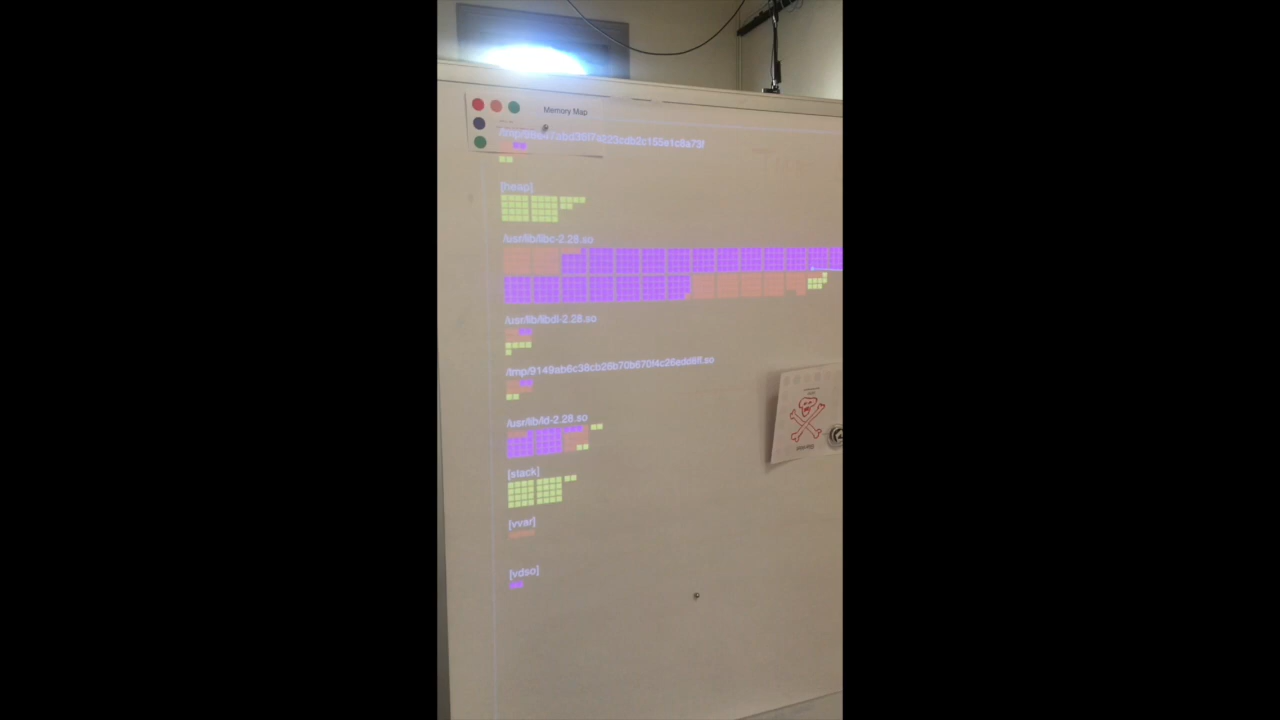 Memory Map
[heap]
/usr/lib/libc-2.28.so
/usr/lib/libdl-2.28.so
/tmp/9149ab6c38cb26b70b670f4c26edd8ff.so
/usr/lib/ld-2.28.so
[stack]
[vvar]
[vdso]